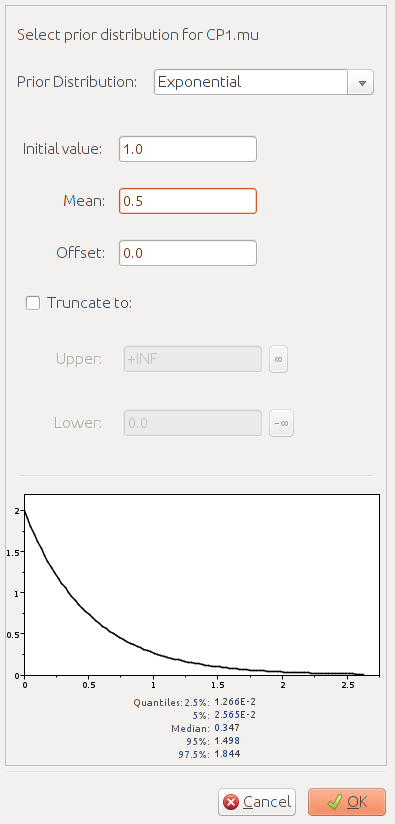 Select prior distribution for CP1.mu
Prior Distribution: Exponential
Initial value: 1.0
Mean: 0.5
Offset: 0.0
Truncate to:
Upper: +INF ∞
Lower: 0.0 -∞
2
1.5
1
0.5
0
0 0.5 1 1.5 2 2.5
Quantiles: 2.5%: 1.266E-2
5%: 2.565E-2
Median: 0.347
95%: 1.498
97.5%: 1.844
Cancel OK